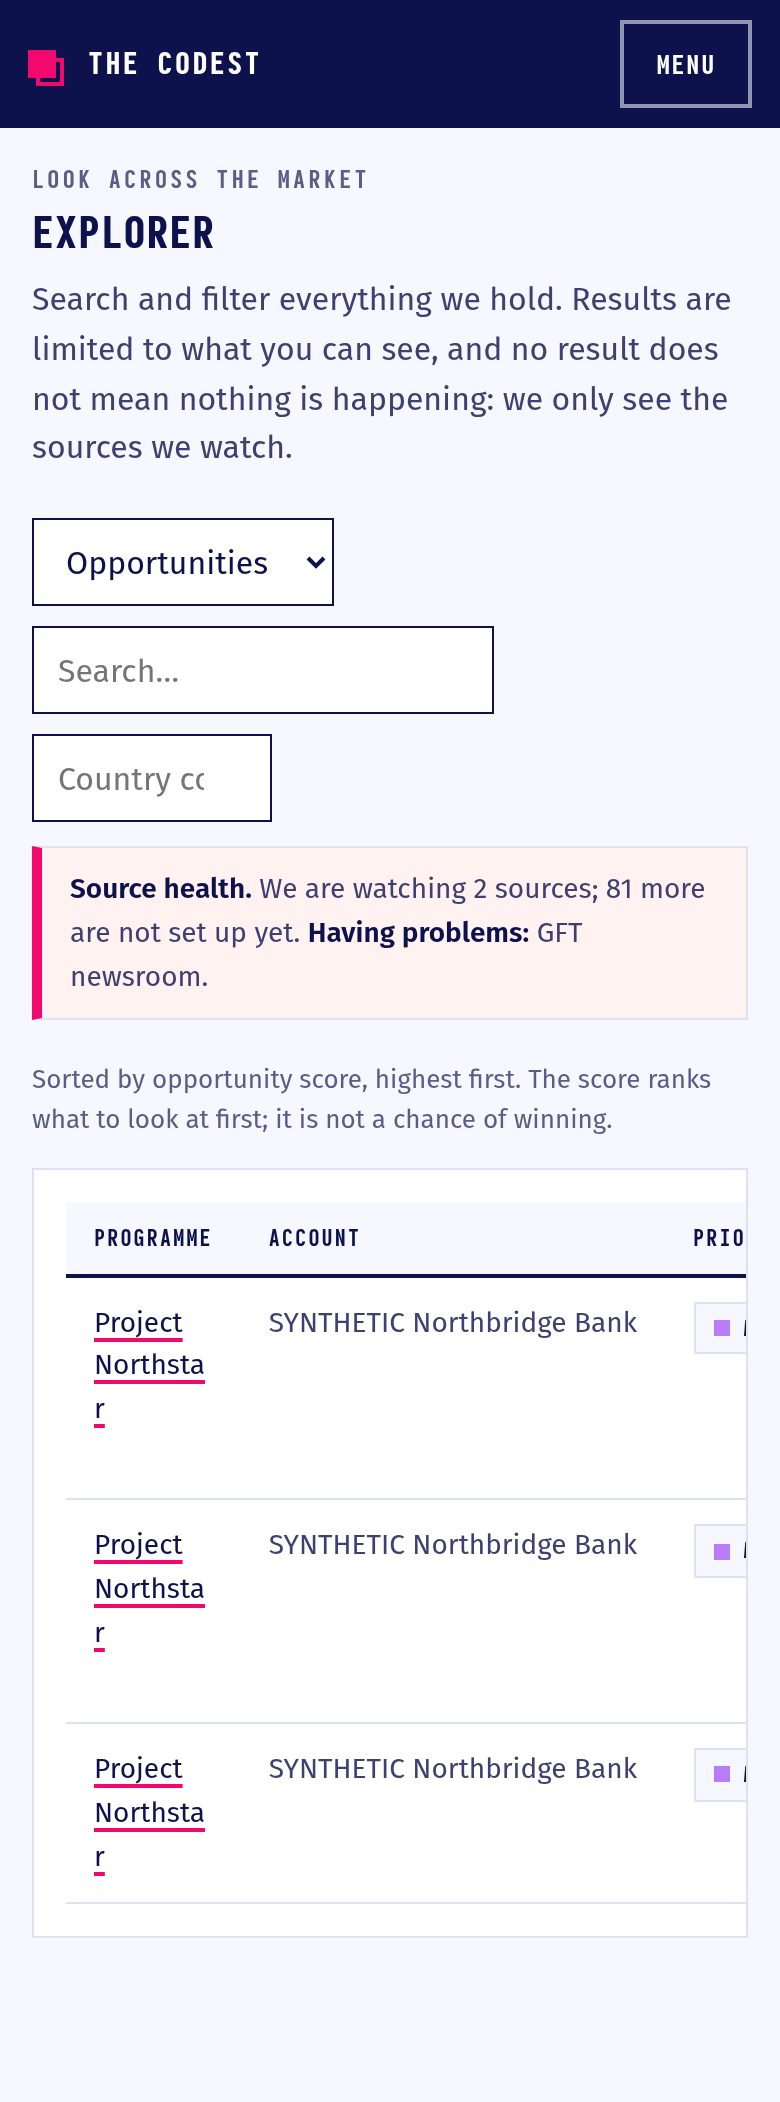 THE CODEST
MENU
LOOK ACROSS THE MARKET
EXPLORER
Search and filter everything we hold. Results are
limited to what you can see, and no result does
not mean nothing is happening: we only see the
sources we watch.
Opportunities
Search...
Country
Source health. We are watching 2 sources; 81 more
are not set up yet. Having problems: GFT
newsroom.
Sorted by opportunity score, highest first. The score ranks
what to look at first; it is not a chance of winning.
PROGRAMME ACCOUNT PRIO
Project SYNTHETIC Northbridge Bank
Northsta
r
Project SYNTHETIC Northbridge Bank
Northsta
r
Project SYNTHETIC Northbridge Bank
Northsta
r